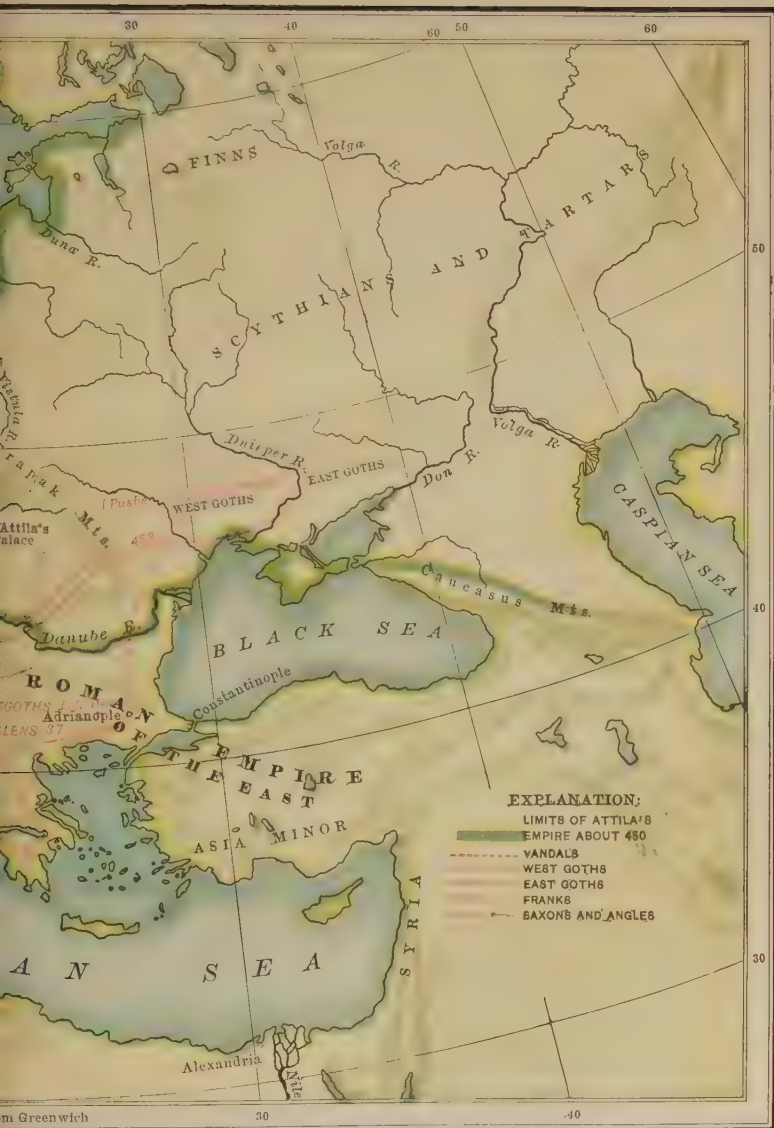 30 40 60 50 60
FINNS
Volga R.
50
Duna R.
SCYTHIANS AND TARTARS
Vistula R.
Volga R.
Dnieper R.
EAST GOTHS
Don R.
WEST GOTHS
Mts.
Attila's
CASPIAN SEA
Caucasus Mts.
40
Danube R.
BLACK SEA
Constantinople
Adrianople
ROMAN EMPIRE
OF THE EAST
ASIA MINOR
EXPLANATION:
LIMITS OF ATTILA'S
EMPIRE ABOUT 450
VANDALS
WEST GOTHS
EAST GOTHS
FRANKS
SAXONS AND ANGLES
SYRIA
AN SEA
30
Alexandria
Nile
om Greenwich
30 40